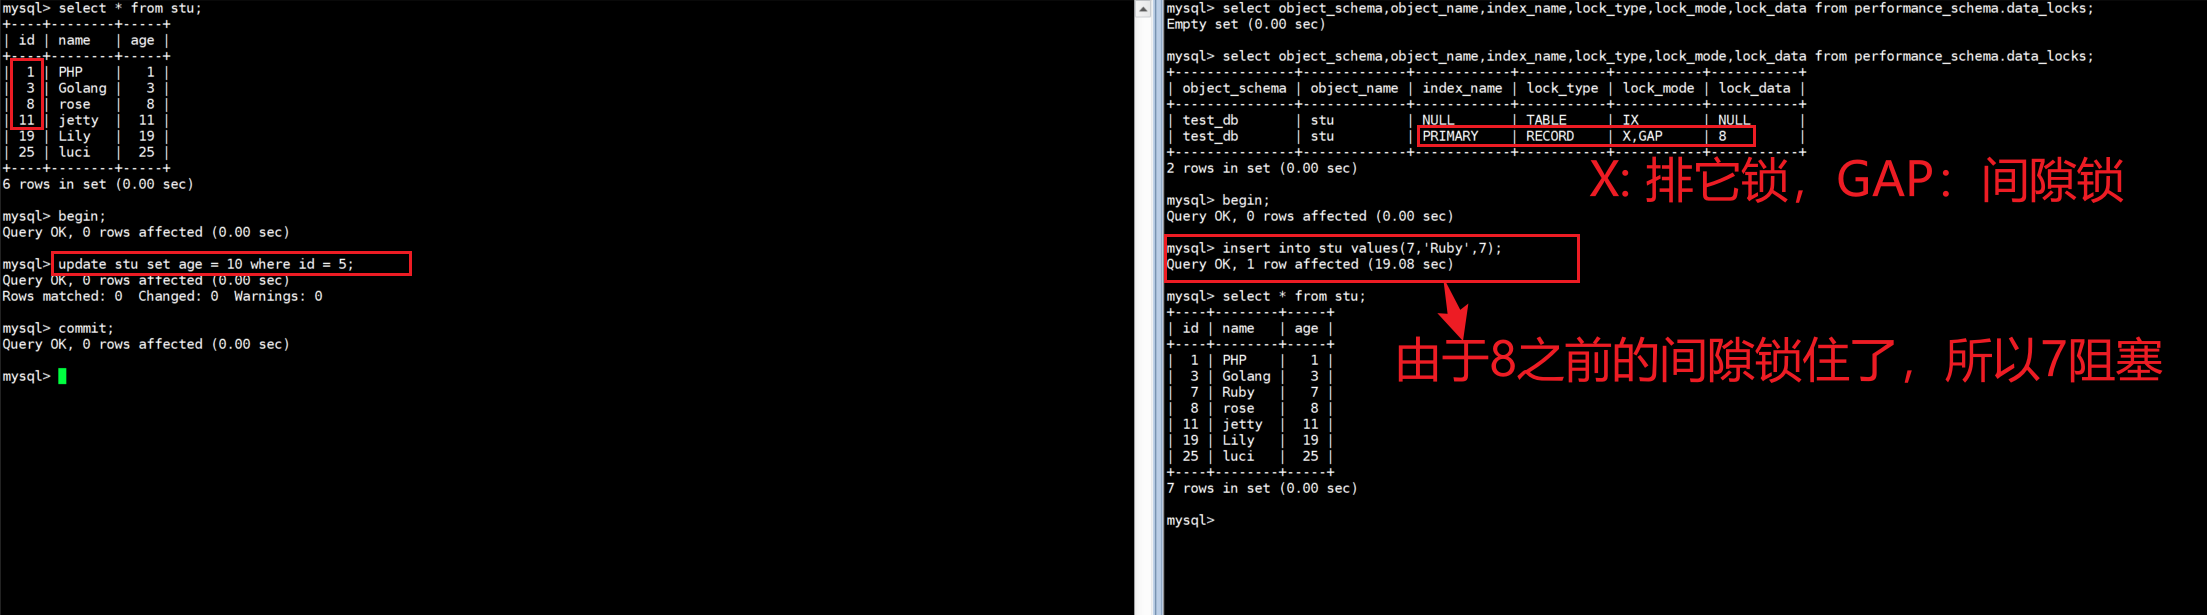 mysql> select * from stu;
+----+--------+-----+
| id | name   | age |
+----+--------+-----+
|  1 | PHP    |   1 |
|  3 | Golang |   3 |
|  8 | rose   |   8 |
| 11 | jetty  |  11 |
| 19 | Lily   |  19 |
| 25 | luci   |  25 |
+----+--------+-----+
6 rows in set (0.00 sec)
mysql> begin;
Query OK, 0 rows affected (0.00 sec)
mysql> update stu set age = 10 where id = 5;
Query OK, 0 rows affected (0.00 sec)
Rows matched: 0  Changed: 0  Warnings: 0
mysql> commit;
Query OK, 0 rows affected (0.00 sec)
mysql>
mysql> select object_schema,object_name,index_name,lock_type,lock_mode,lock_data from performance_schema.data_locks;
Empty set (0.00 sec)
mysql> select object_schema,object_name,index_name,lock_type,lock_mode,lock_data from performance_schema.data_locks;
+---------------+-------------+------------+-----------+-----------+-----------+
| object_schema | object_name | index_name | lock_type | lock_mode | lock_data |
+---------------+-------------+------------+-----------+-----------+-----------+
| test_db       | stu         | NULL       | TABLE     | IX        | NULL      |
| test_db       | stu         | PRIMARY    | RECORD    | X,GAP     | 8         |
+---------------+-------------+------------+-----------+-----------+-----------+
2 rows in set (0.00 sec)
X: 排它锁，GAP：间隙锁
mysql> begin;
Query OK, 0 rows affected (0.00 sec)
mysql> insert into stu values(7,'Ruby',7);
Query OK, 1 row affected (19.08 sec)
由于8之前的间隙锁住了，所以7阻塞
mysql> select * from stu;
+----+--------+-----+
| id | name   | age |
+----+--------+-----+
|  1 | PHP    |   1 |
|  3 | Golang |   3 |
|  7 | Ruby   |   7 |
|  8 | rose   |   8 |
| 11 | jetty  |  11 |
| 19 | Lily   |  19 |
| 25 | luci   |  25 |
+----+--------+-----+
7 rows in set (0.00 sec)
mysql>